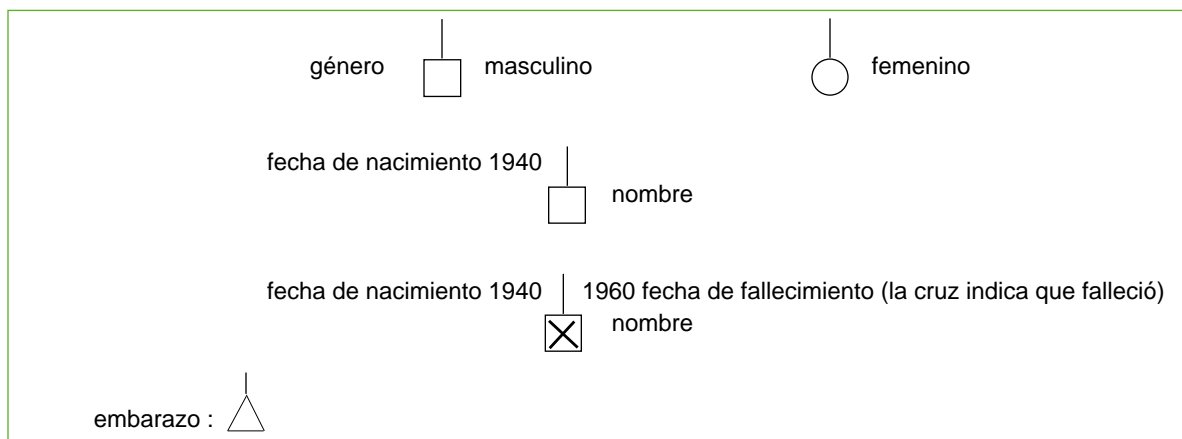 género masculino femenino
fecha de nacimiento 1940
nombre
fecha de nacimiento 1940 1960 fecha de fallecimiento (la cruz indica que falleció)
nombre
embarazo :